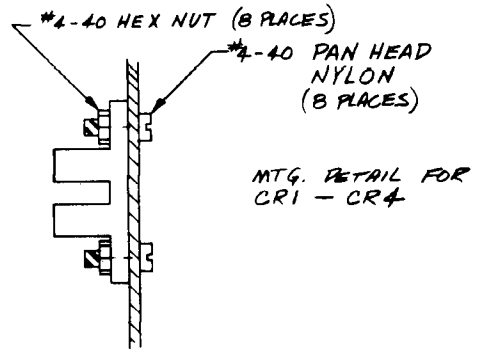 #4-40 HEX NUT (8 PLACES)
#4-40 PAN HEAD
NYLON
(8 PLACES)
MTG. DETAIL FOR
CR1 - CR4